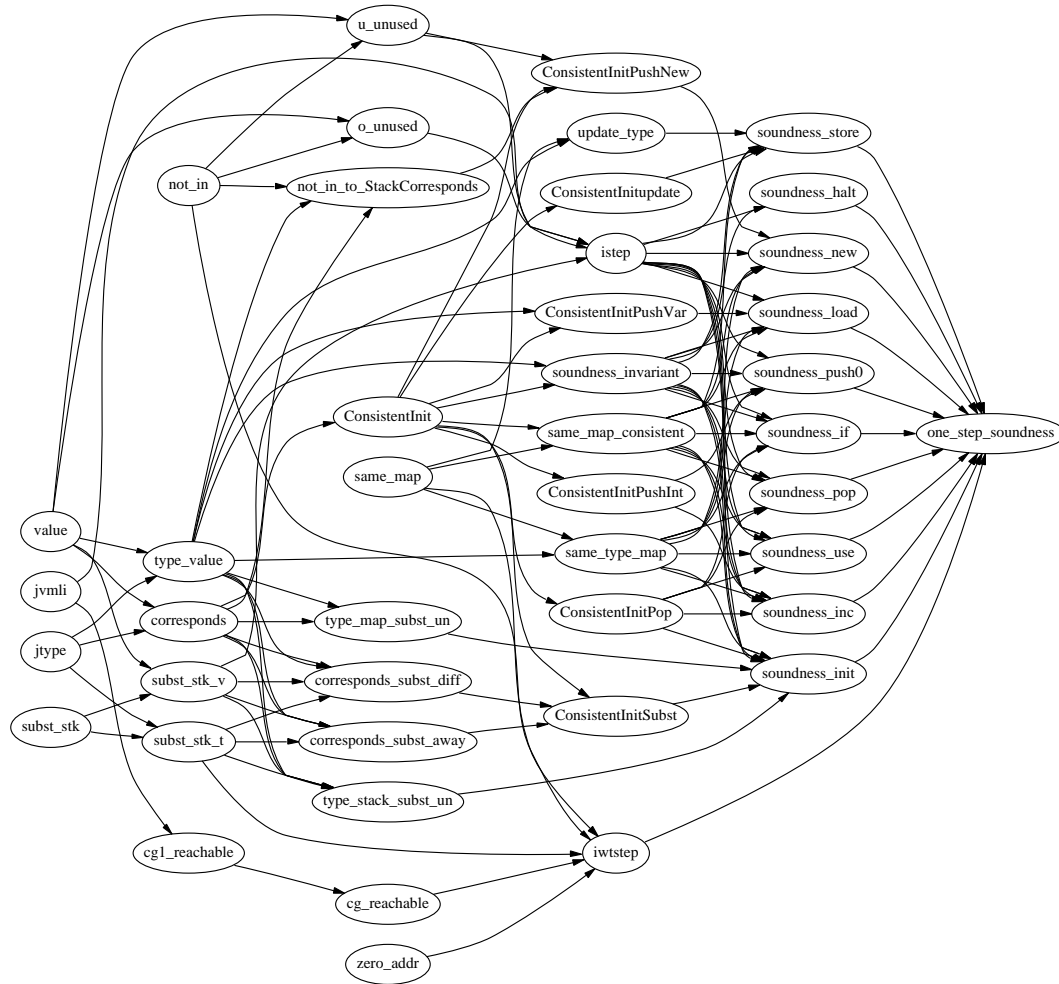 u_unused
ConsistentInitPushNew
o_unused
update_type
soundness_store
not_in
not_in_to_StackCorresponds
ConsistentInitupdate
soundness_halt
istep
soundness_new
ConsistentInitPushVar
soundness_load
soundness_invariant
soundness_push0
ConsistentInit
same_map_consistent
soundness_if
one_step_soundness
same_map
ConsistentInitPushInt
soundness_pop
value
type_value
same_type_map
soundness_use
jvmli
corresponds
type_map_subst_un
ConsistentInitPop
soundness_inc
jtype
subst_stk_v
corresponds_subst_diff
soundness_init
subst_stk
subst_stk_t
corresponds_subst_away
ConsistentInitSubst
type_stack_subst_un
cg1_reachable
iwtstep
cg_reachable
zero_addr